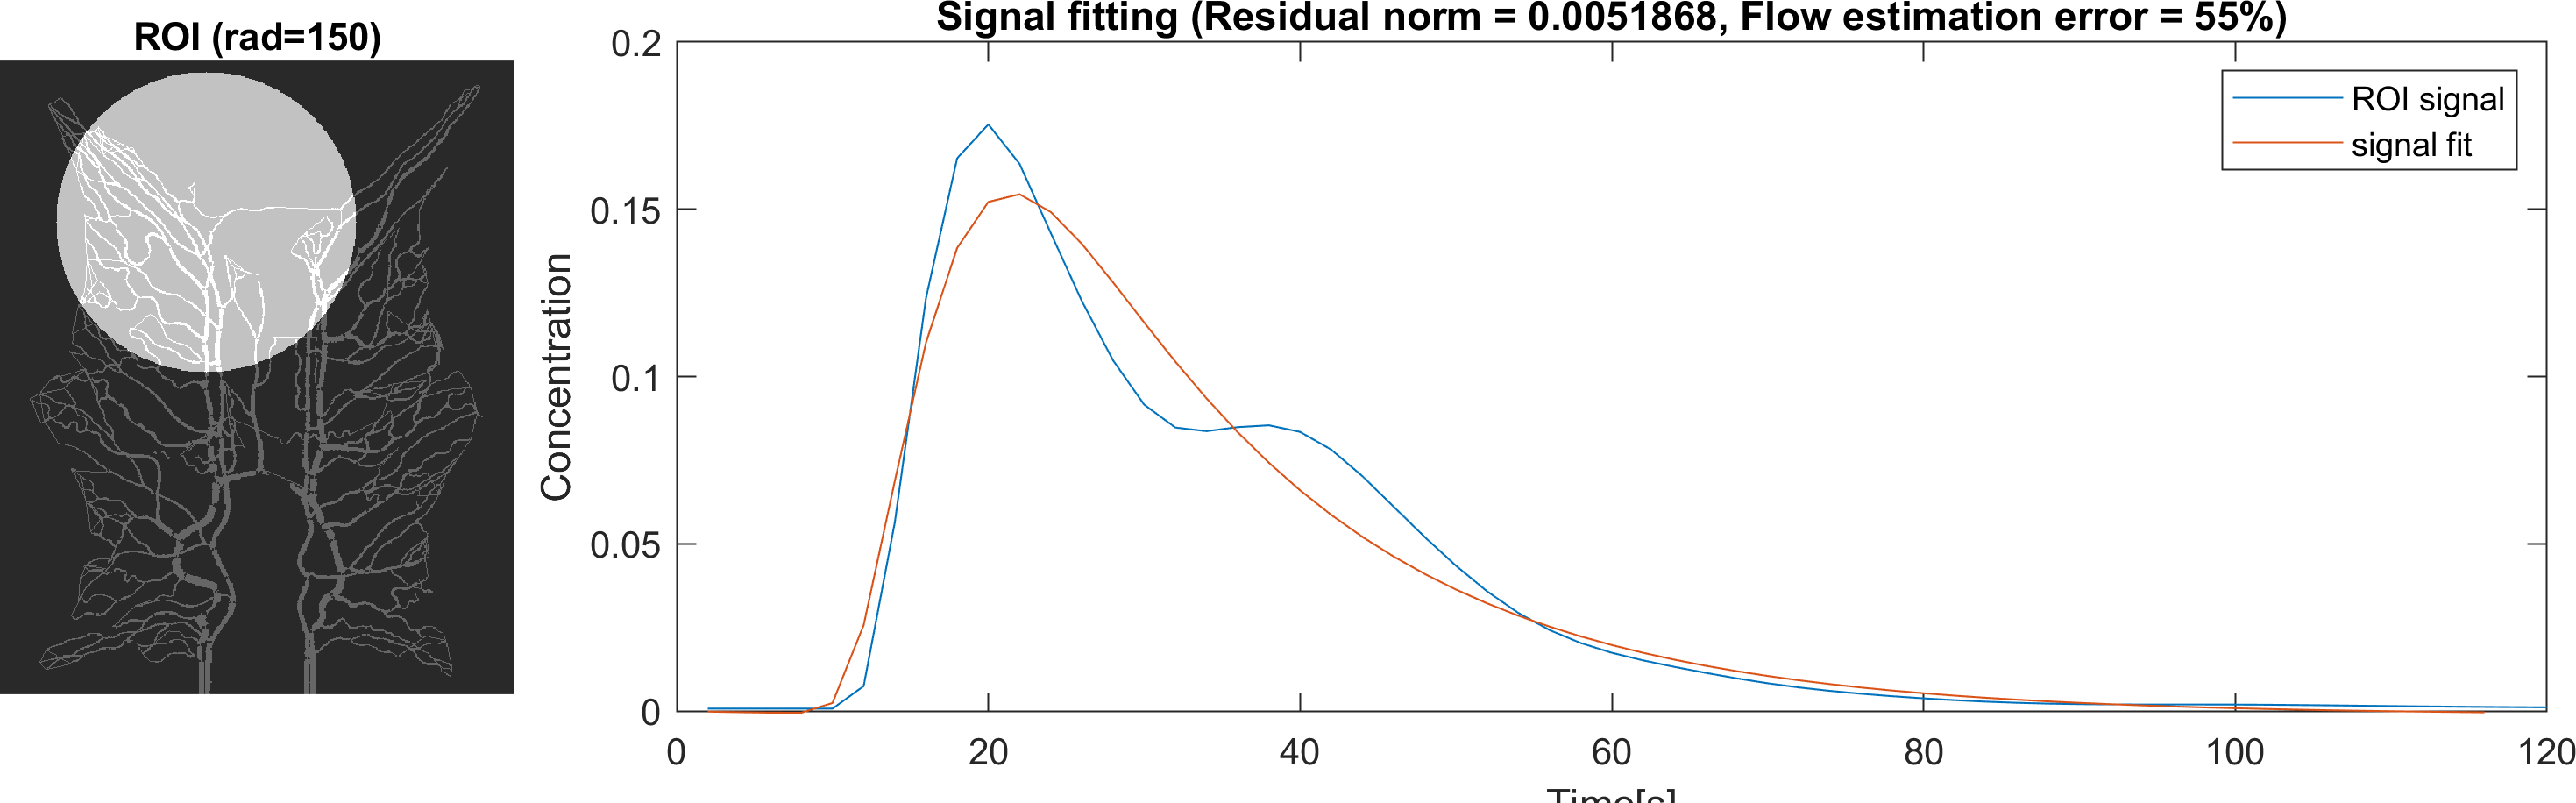 ROI (rad=150)
Signal fitting (Residual norm = 0.0051868, Flow estimation error = 55%)
0.2
0.15
0.1
0.05
0
Concentration
ROI signal
signal fit
0 20 40 60 80 100 120
Time[s]